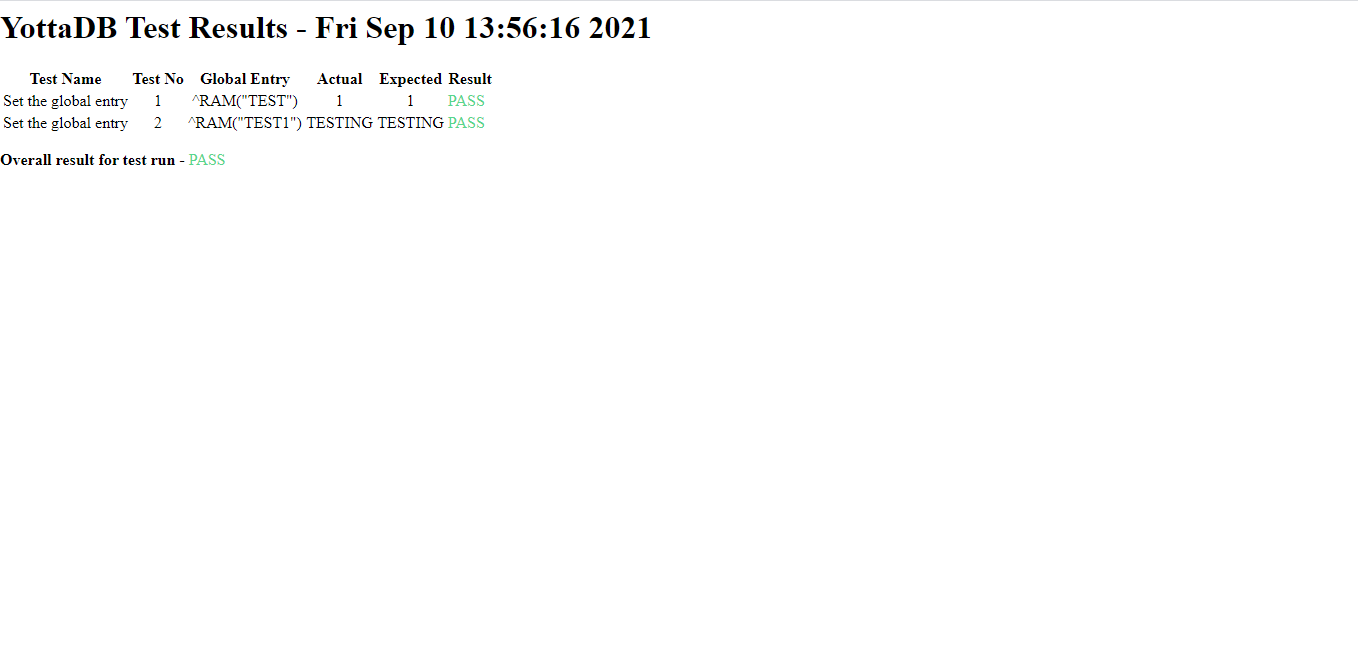 YottaDB Test Results - Fri Sep 10 13:56:16 2021
Test Name Test No Global Entry Actual Expected Result
Set the global entry 1 ^RAM("TEST") 1 1 PASS
Set the global entry 2 ^RAM("TEST1") TESTING TESTING PASS
Overall result for test run - PASS